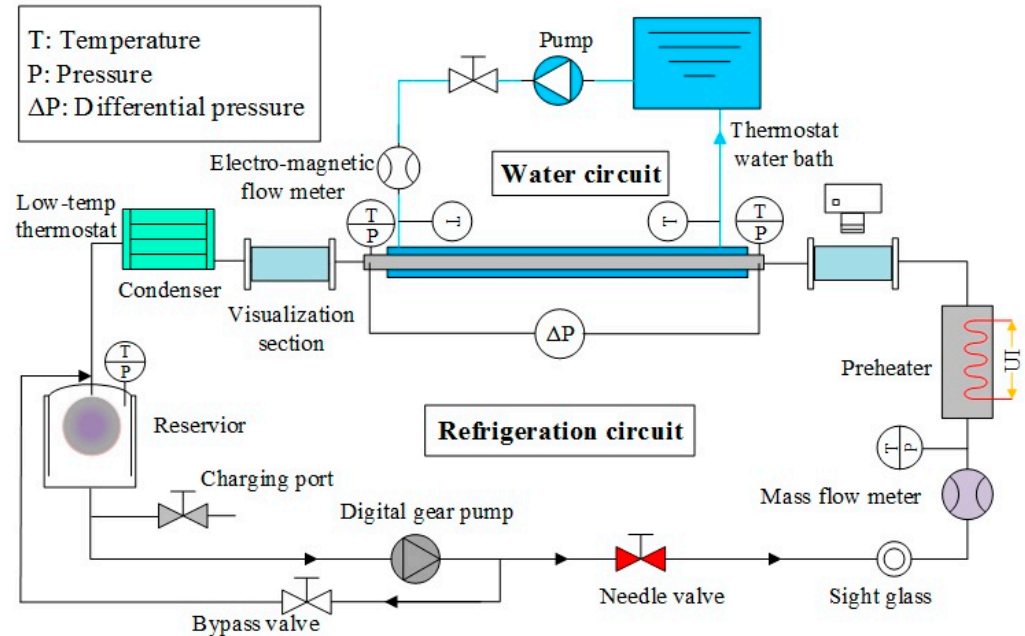 T: Temperature
P: Pressure
ΔP: Differential pressure
Pump
Thermostat
water bath
Electro-magnetic
flow meter
Water circuit
Low-temp
thermostat
T
P
T
T
T
P
Condenser
Visualization
section
ΔP
T
P
Preheater
UI
Reservior
Refrigeration circuit
T
P
Charging port
Mass flow meter
Digital gear pump
Needle valve
Sight glass
Bypass valve